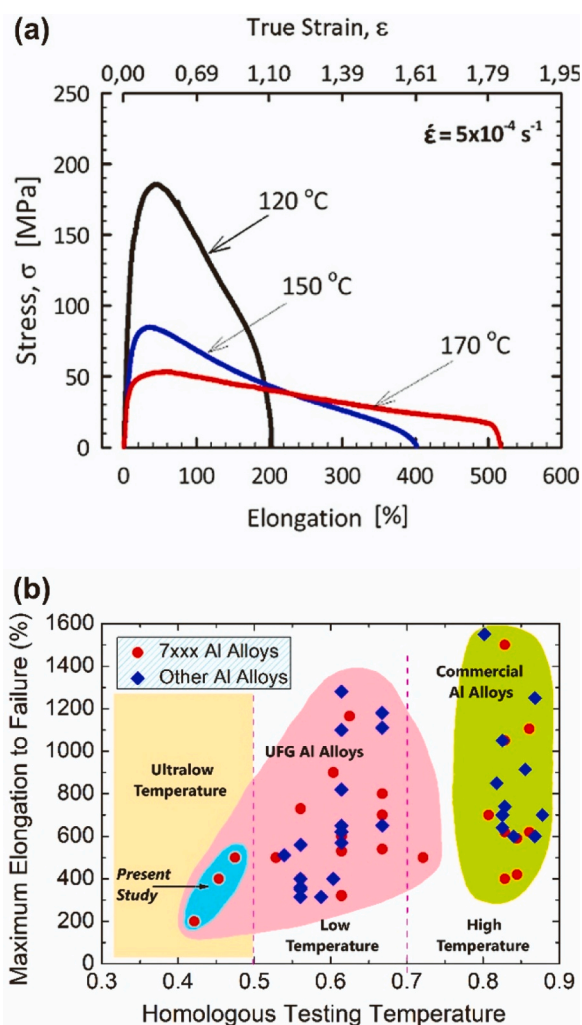 (a)
True Strain, ε
0,00 0,69 1,10 1,39 1,61 1,79 1,95
250
200
150
100
50
0
Stress, σ [MPa]
έ = 5x10⁻⁴ s⁻¹
120 °C
150 °C
170 °C
0 100 200 300 400 500 600
Elongation [%]
(b)
Maximum Elongation to Failure (%)
1600
1400
1200
1000
800
600
400
200
0
7xxx Al Alloys
Other Al Alloys
Commercial
Al Alloys
UFG Al Alloys
Ultralow
Temperature
Present
Study
Low
Temperature
High
Temperature
0.3 0.4 0.5 0.6 0.7 0.8 0.9
Homologous Testing Temperature